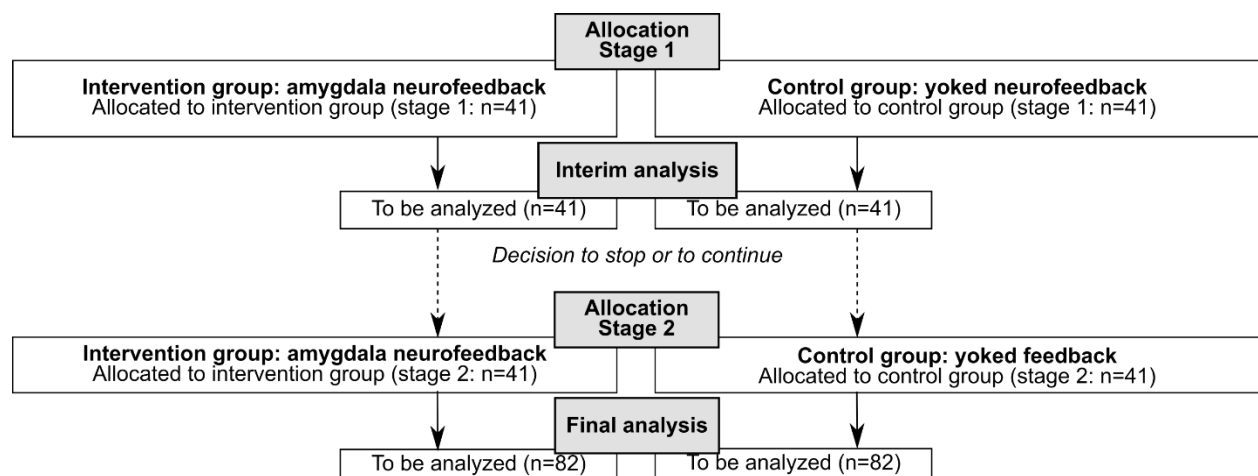 Allocation
Stage 1
Intervention group: amygdala neurofeedback
Allocated to intervention group (stage 1: n=41)
Control group: yoked neurofeedback
Allocated to control group (stage 1: n=41)
Interim analysis
To be analyzed (n=41)
To be analyzed (n=41)
Decision to stop or to continue
Allocation
Stage 2
Intervention group: amygdala neurofeedback
Allocated to intervention group (stage 2: n=41)
Control group: yoked feedback
Allocated to control group (stage 2: n=41)
Final analysis
To be analyzed (n=82)
To be analyzed (n=82)